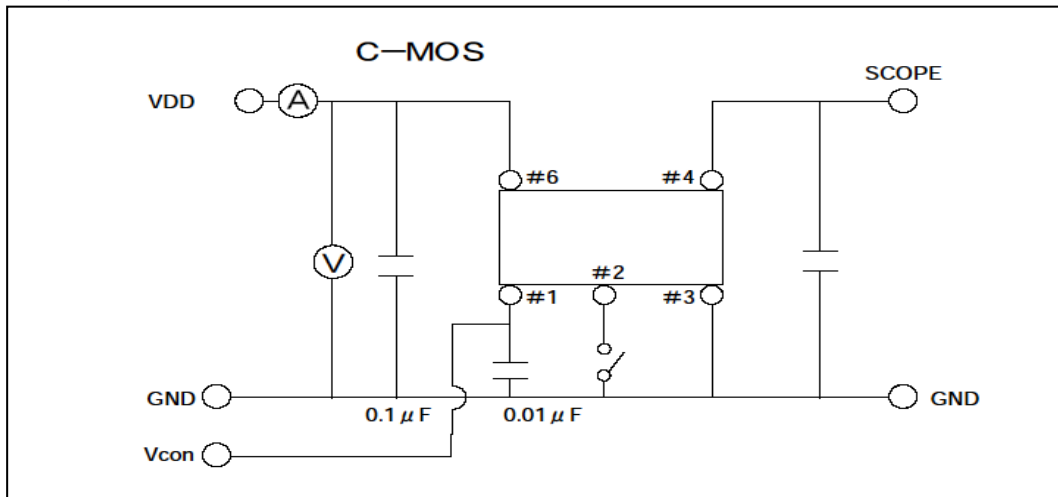 C-MOS
SCOPE
VDD
A
#6
#4
V
#2
#1
#3
GND
0.1μF
0.01μF
GND
Vcon